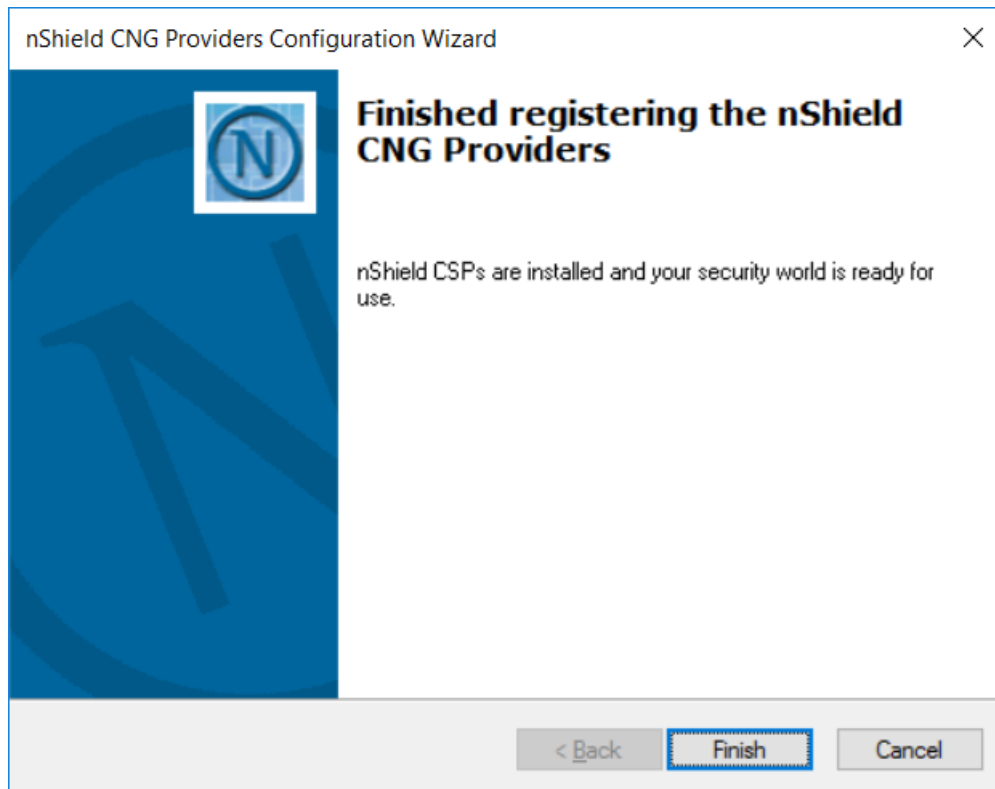 nShield CNG Providers Configuration Wizard
N
Finished registering the nShield
CNG Providers
nShield CSPs are installed and your security world is ready for
use.
< Back
Finish
Cancel